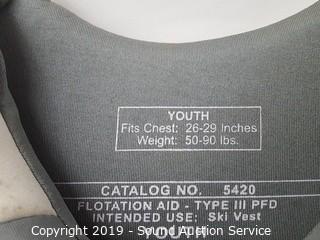 YOUTH
Fits Chest: 26-29 Inches
Weight: 50-90 lbs.
CATALOG NO. 5420
FLOTATION AID - TYPE III PFD
INTENDED USE: Ski Vest
YOUTH
Copyright 2019 - Sound Auction Service